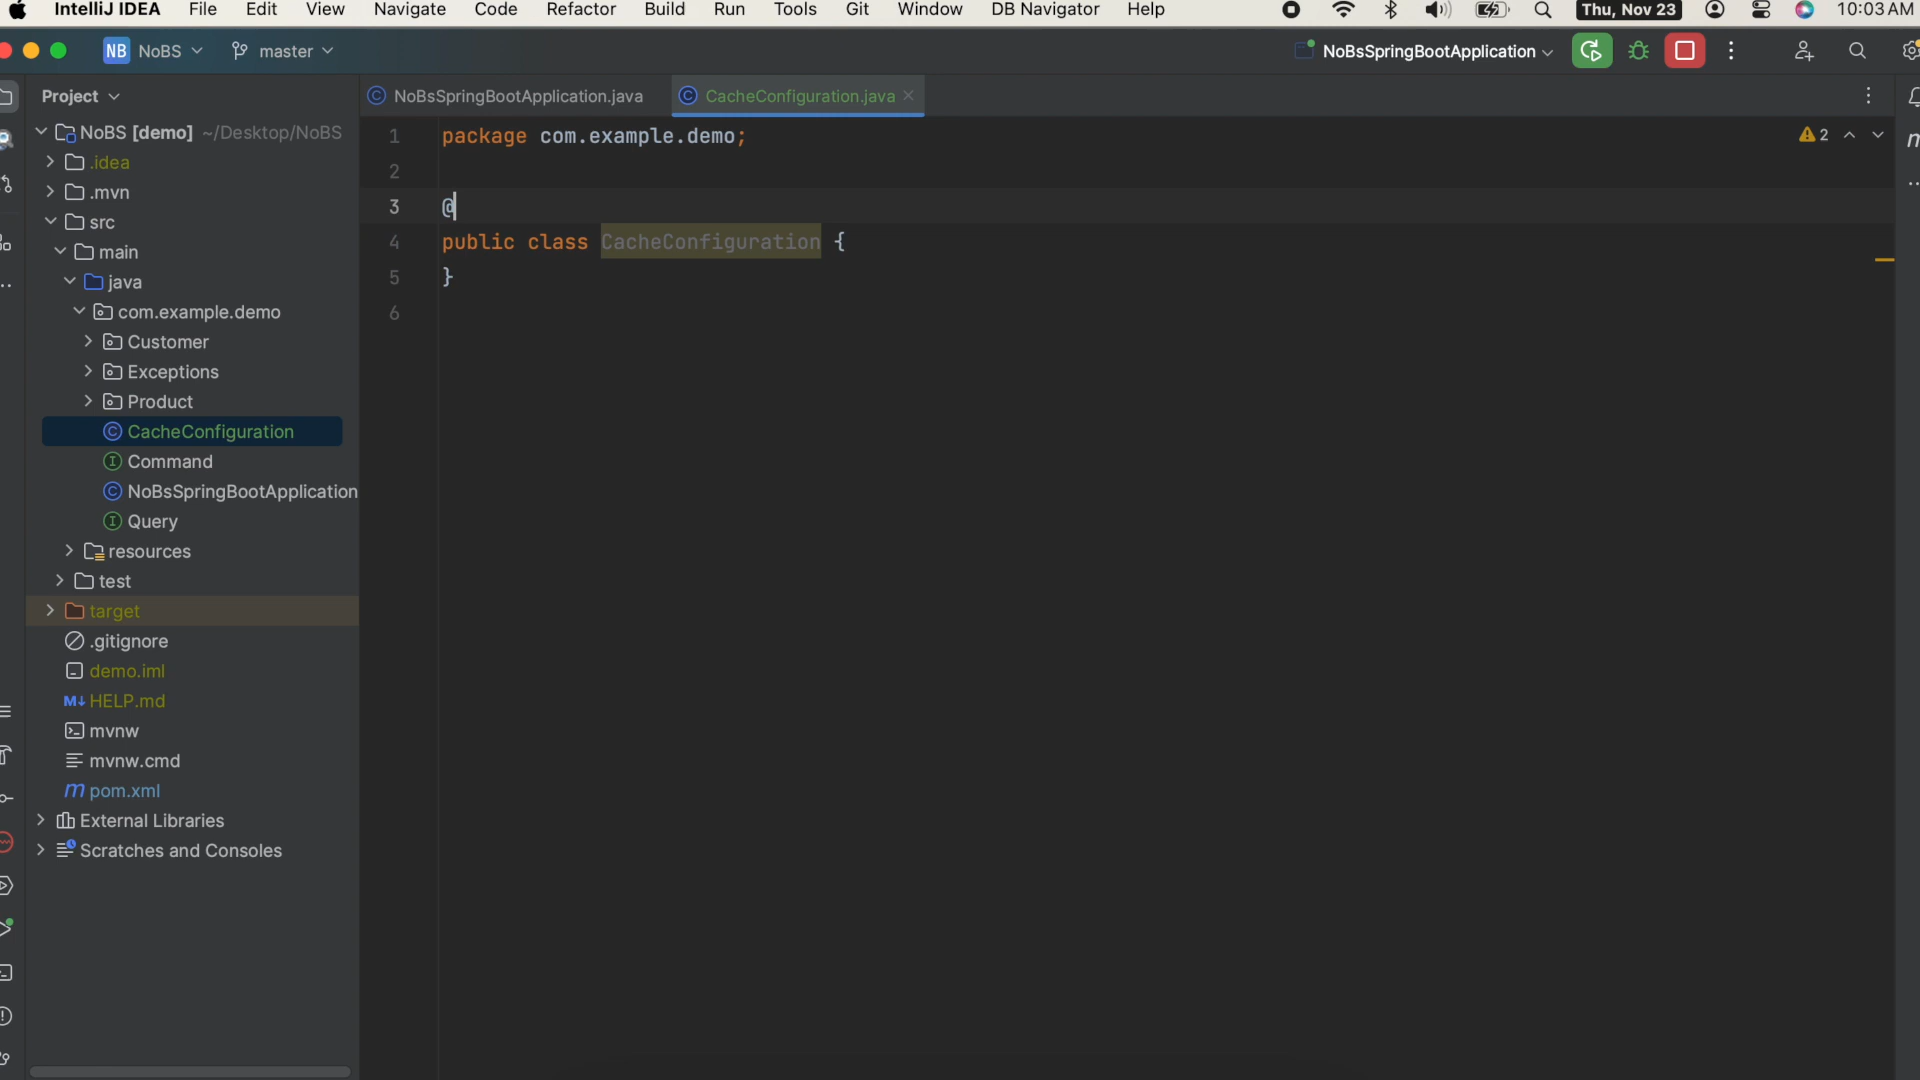 IntelliJ IDEA File Edit View Navigate Code Refactor Build Run Tools Git Window DB Navigator Help Thu, Nov 23 10:03 AM
NB NoBS master NoBsSpringBootApplication
Project
NoBsSpringBootApplication.java CacheConfiguration.java
NoBS [demo] ~/Desktop/NoBS
.idea
.mvn
src
main
java
com.example.demo
Customer
Exceptions
Product
CacheConfiguration
Command
NoBsSpringBootApplication
Query
resources
test
target
.gitignore
demo.iml
M↓ HELP.md
mvnw
mvnw.cmd
m pom.xml
External Libraries
Scratches and Consoles
1 package com.example.demo; 2
2
3 @
4 public class CacheConfiguration {
5 }
6